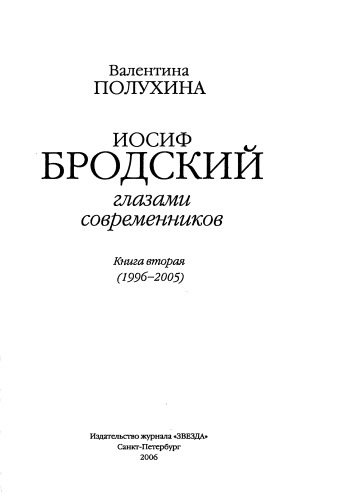 Валентина
ПОЛУХИНА
ИОСИФ
БРОДСКИЙ
глазами
современников
Книга вторая
(1996–2005)
Издательство журнала «ЗВЕЗДА»
Санкт-Петербург
2006